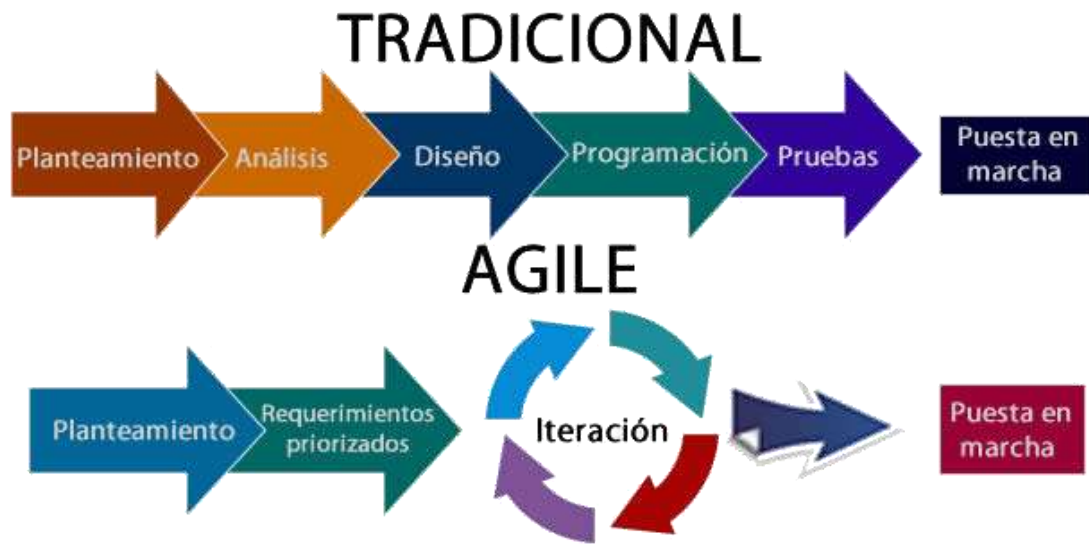 TRADICIONAL
Planteamiento
Análisis
Diseño
Programación
Pruebas
Puesta en
marcha
AGILE
Planteamiento
Requerimientos
priorizados
Iteración
Puesta en
marcha